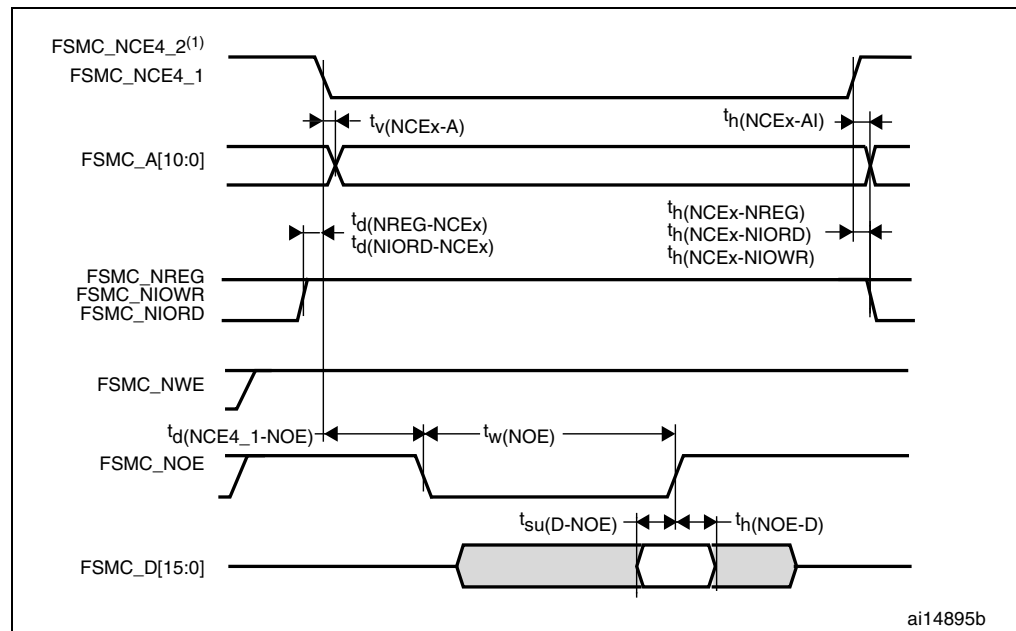 FSMC_NCE4_2(1)
FSMC_NCE4_1
tv(NCEx-A)
th(NCEx-AI)
FSMC_A[10:0]
td(NREG-NCEx)
td(NIORD-NCEx)
th(NCEx-NREG)
th(NCEx-NIORD)
th(NCEx-NIOWR)
FSMC_NREG
FSMC_NIOWR
FSMC_NIORD
FSMC_NWE
td(NCE4_1-NOE)
tw(NOE)
FSMC_NOE
tsu(D-NOE)
th(NOE-D)
FSMC_D[15:0]
ai14895b